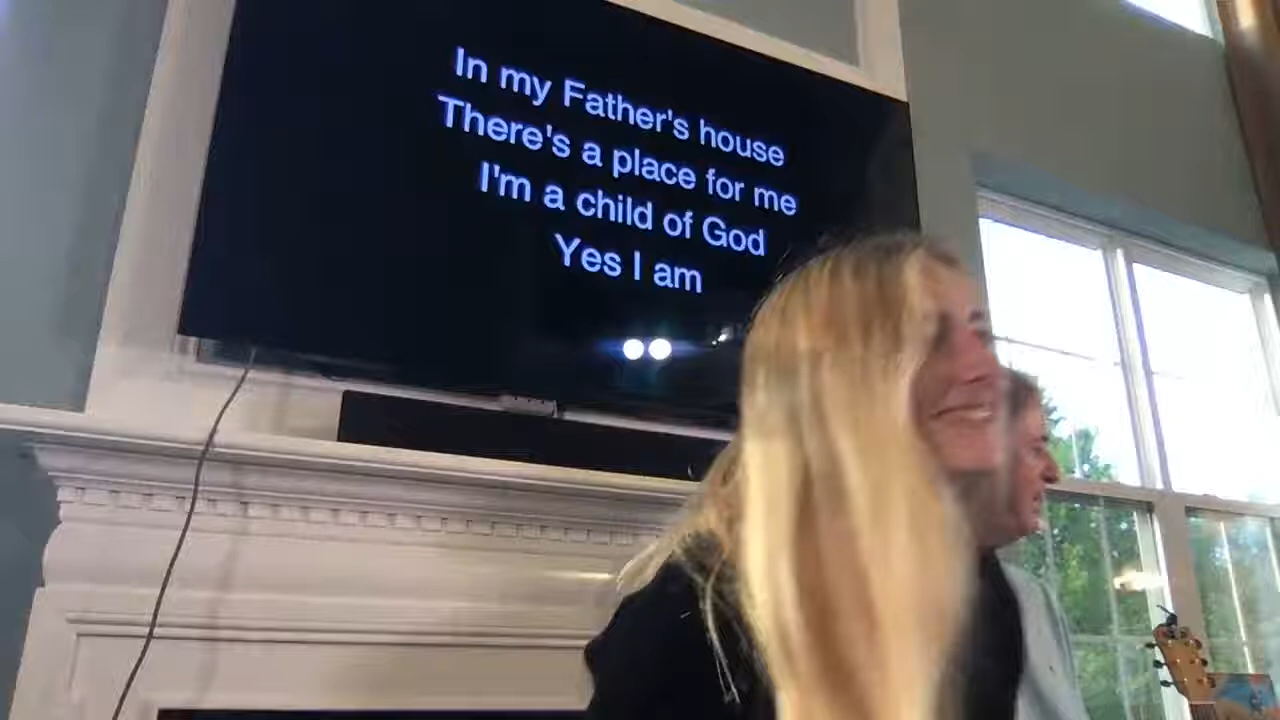 In my Father's house
There's a place for me
I'm a child of God
Yes I am